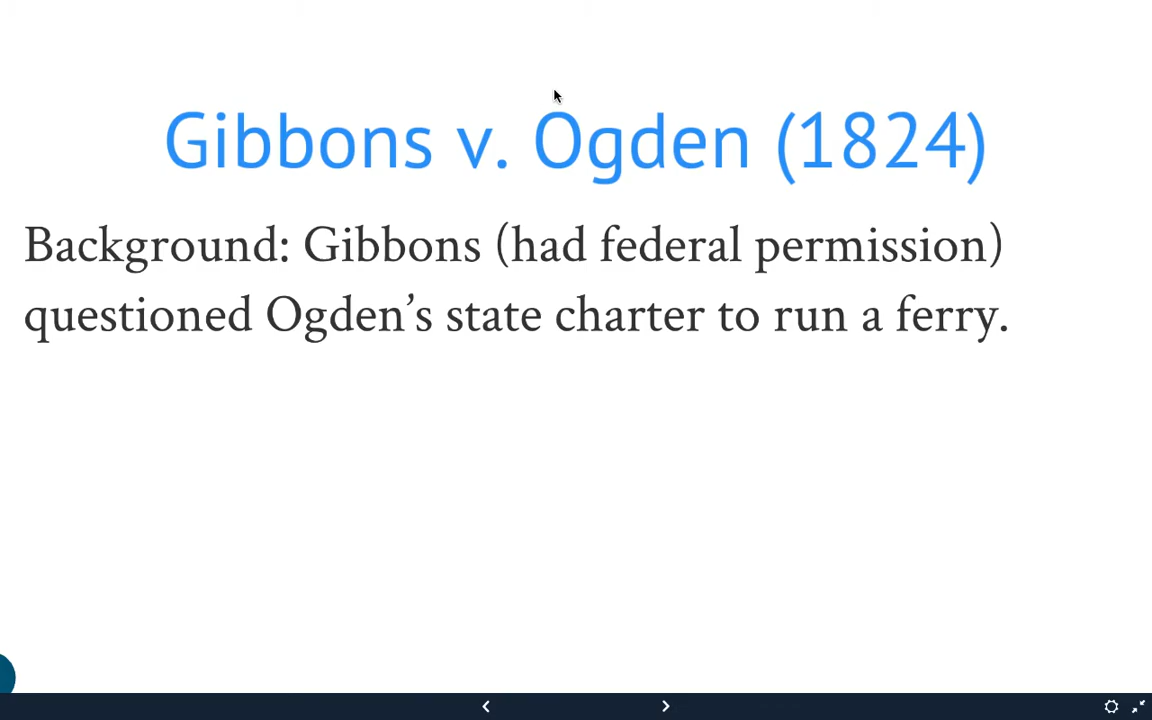 Gibbons v. Ogden (1824)
Background: Gibbons (had federal permission)
questioned Ogden’s state charter to run a ferry.